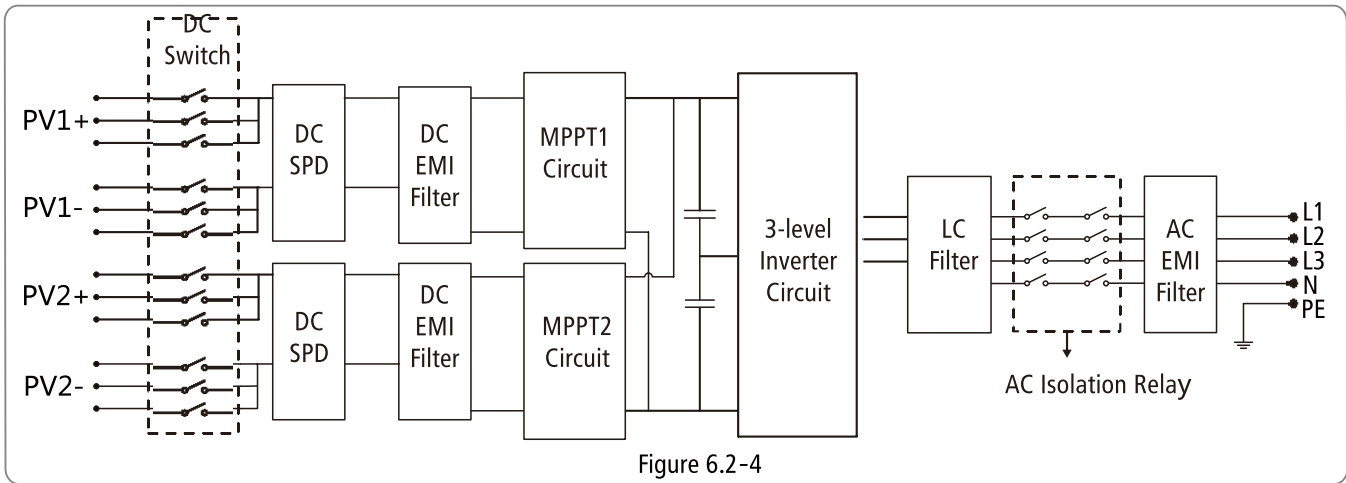 DC
Switch
PV1+
PV1-
PV2+
PV2-
DC
SPD
DC
EMI
Filter
MPPT1
Circuit
DC
SPD
DC
EMI
Filter
MPPT2
Circuit
3-level
Inverter
Circuit
LC
Filter
AC Isolation Relay
AC
EMI
Filter
L1
L2
L3
N
PE
Figure 6.2-4